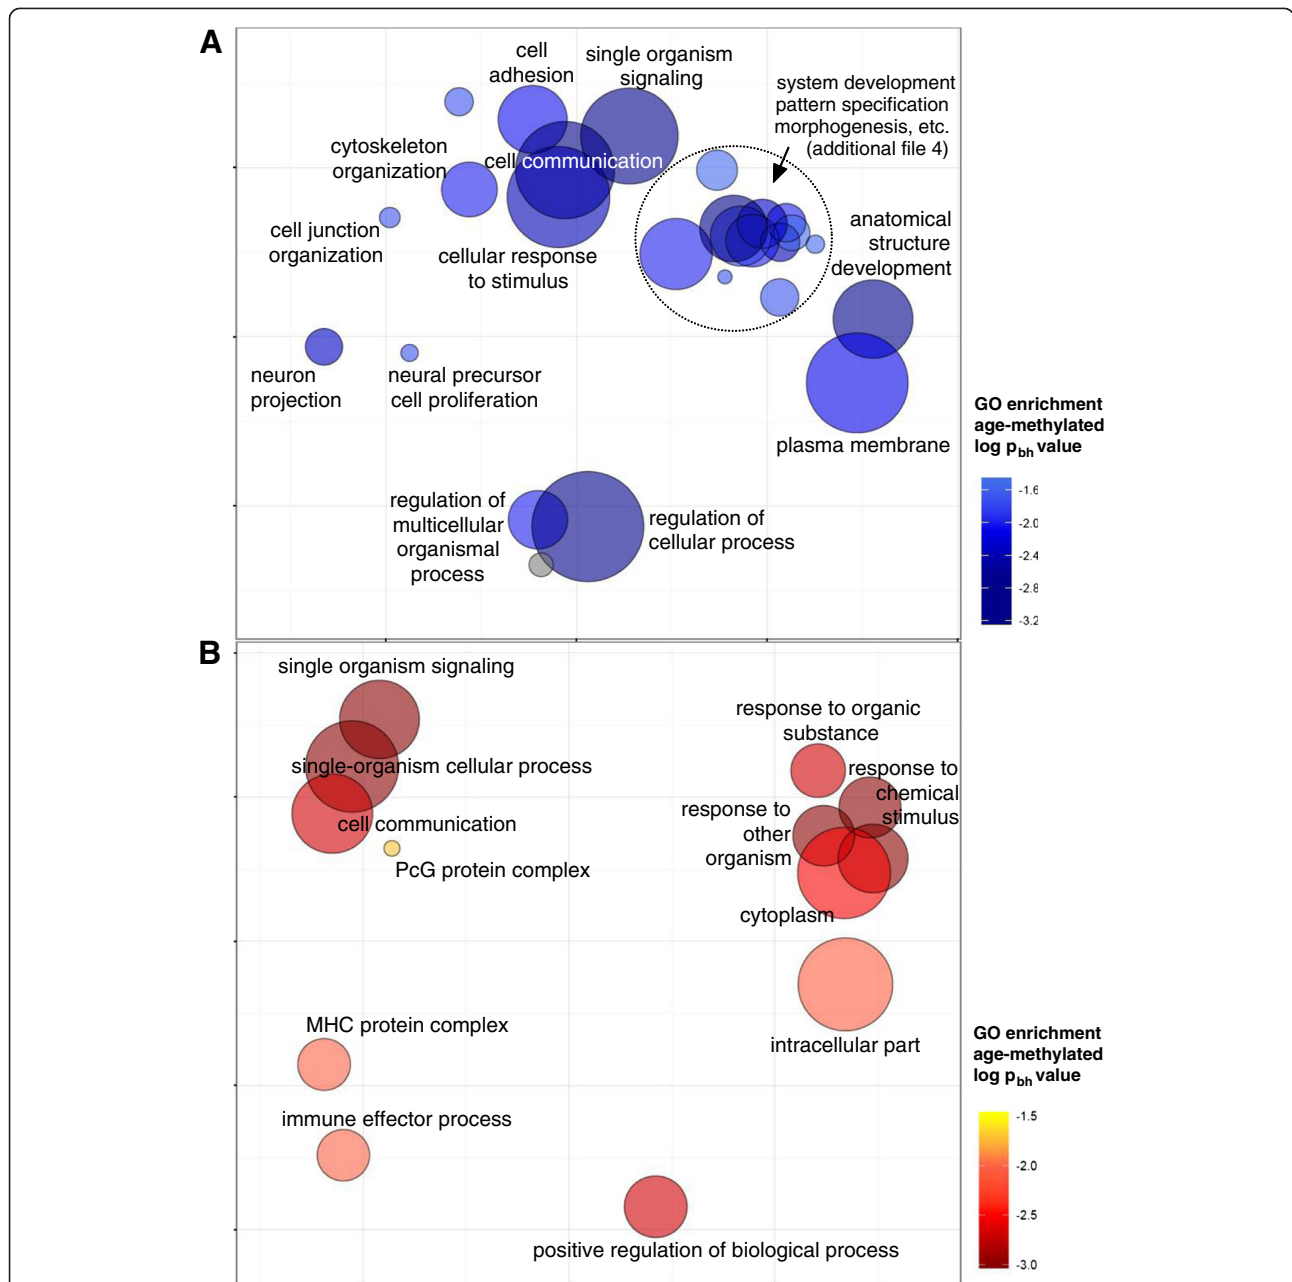 A
cell
adhesion
single organism
signaling
system development
pattern specification
morphogenesis, etc.
(additional file 4)
cytoskeleton
organization
cell communication
cell junction
organization
cellular response
to stimulus
anatomical
structure
development
neuron
projection
neural precursor
cell proliferation
plasma membrane
regulation of
multicellular
organismal
process
regulation of
cellular process
GO enrichment
age-methylated
log pbh value
-1.6
-2.0
-2.4
-2.8
-3.2
B
single organism signaling
single-organism cellular process
cell communication
PcG protein complex
response to organic
substance
response to
chemical
stimulus
response to
other
organism
cytoplasm
intracellular part
MHC protein complex
immune effector process
positive regulation of biological process
GO enrichment
age-methylated
log pbh value
-1.5
-2.0
-2.5
-3.0